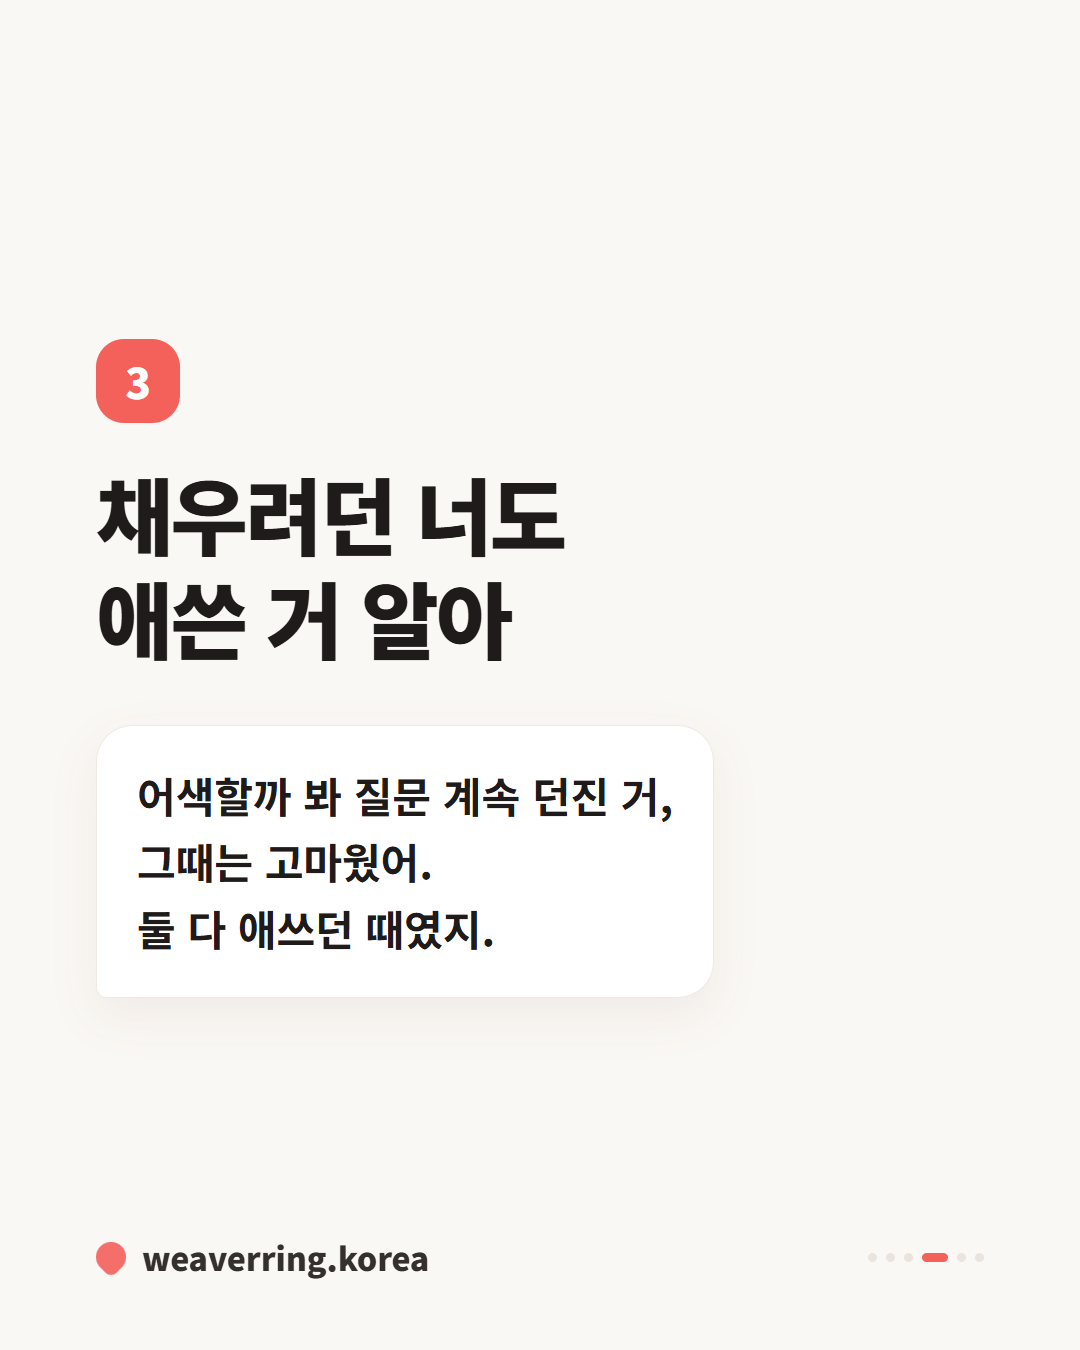 3
채우려던 너도
애쓴 거 알아
어색할까 봐 질문 계속 던진 거,
그때는 고마웠어.
둘 다 애쓰던 때였지.
weaverring.korea